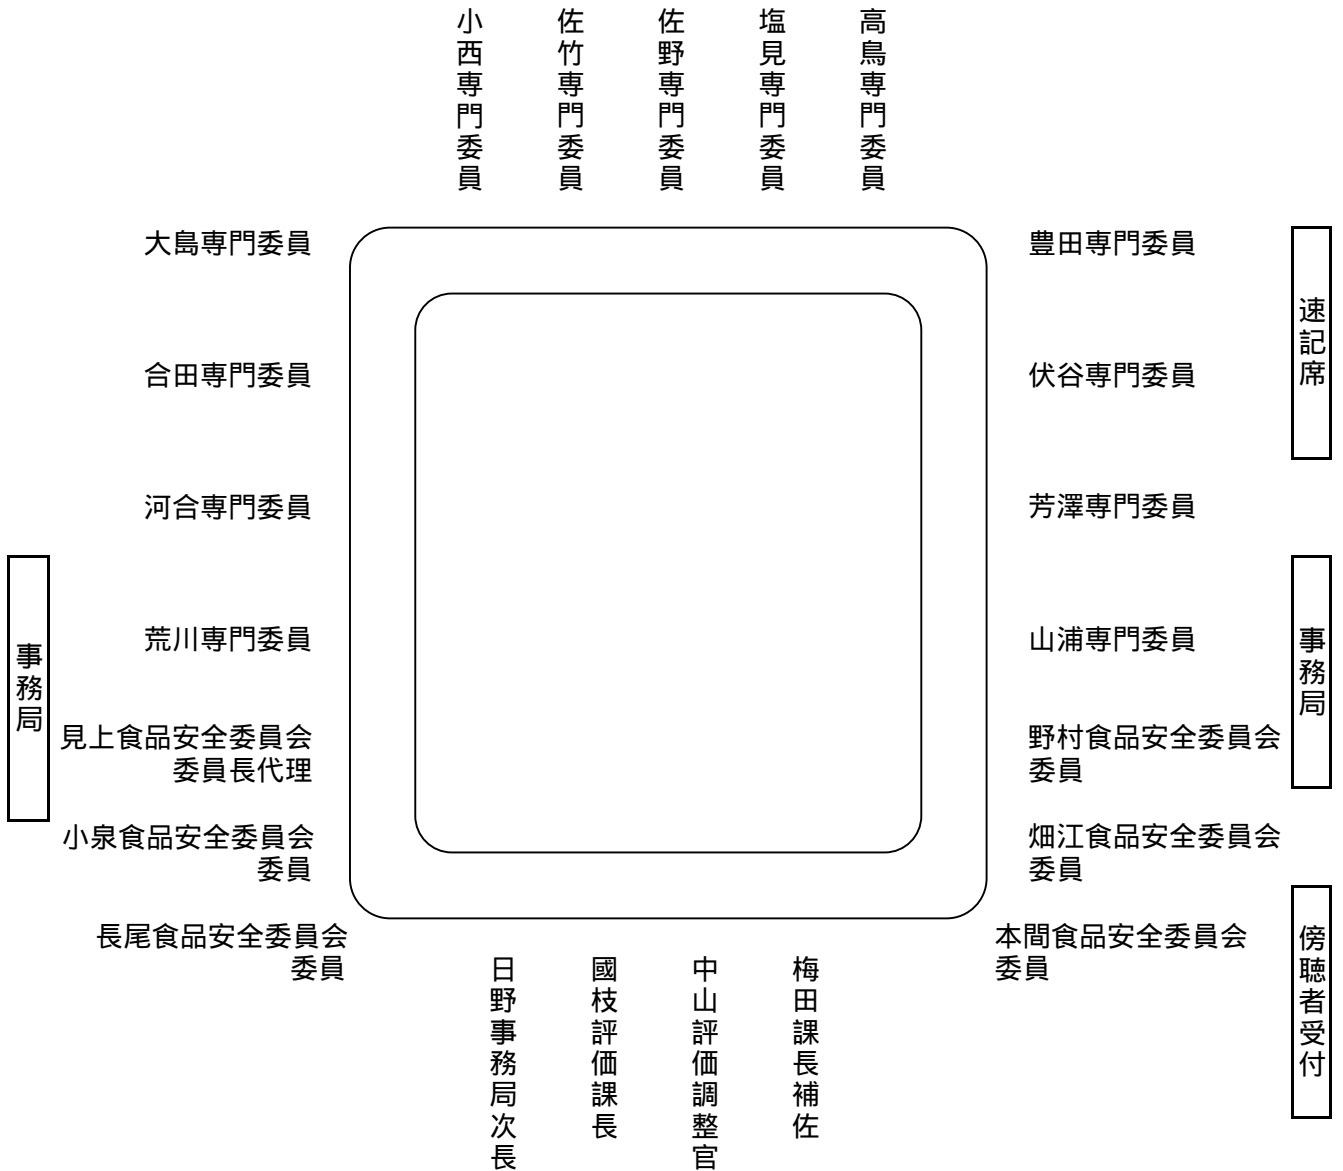 小西専門委員
佐竹専門委員
佐野専門委員
塩見専門委員
高鳥専門委員
大島専門委員
豊田専門委員
速記席
合田専門委員
伏谷専門委員
河合専門委員
芳澤専門委員
荒川専門委員
山浦専門委員
事務局
事務局
見上食品安全委員会
委員長代理
野村食品安全委員会
委員
小泉食品安全委員会
委員
畑江食品安全委員会
委員
長尾食品安全委員会
委員
本間食品安全委員会
委員
傍聴者受付
日野事務局次長
國枝評価課長
中山評価調整官
梅田課長補佐